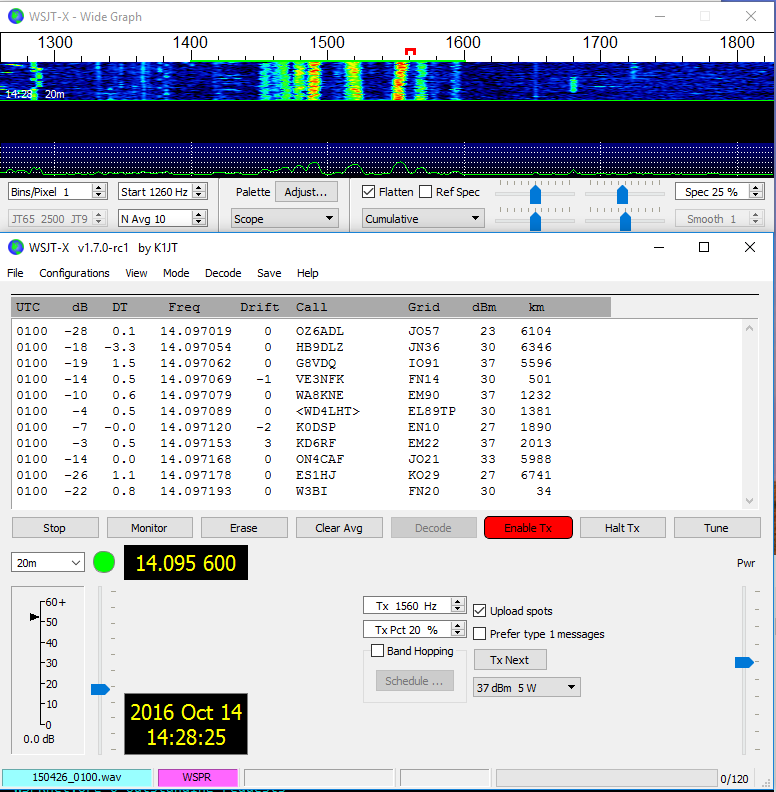 WSJT-X - Wide Graph
1300 1400 1500 1600 1700 1800
14:28 20m
Bins/Pixel 1 Start 1260 Hz Palette Adjust... Flatten Ref Spec Spec 25 %
JT65 2500 JT9 N Avg 10 Scope Cumulative Smooth 1
WSJT-X v1.7.0-rc1 by K1JT
File Configurations View Mode Decode Save Help
UTC dB DT Freq Drift Call Grid dBm km
0100 -28 0.1 14.097019 0 OZ6ADL JO57 23 6104
0100 -18 -3.3 14.097054 0 HB9DLZ JN36 30 6346
0100 -19 1.5 14.097062 0 G8VDQ IO91 37 5596
0100 -14 0.5 14.097069 -1 VE3NFK FN14 30 501
0100 -10 0.6 14.097079 0 WA8KNE EM90 37 1232
0100 -4 0.5 14.097089 0 <WD4LHT> EL89TP 30 1381
0100 -7 -0.0 14.097120 -2 K0DSP EN10 27 1890
0100 -3 0.5 14.097153 3 KD6RF EM22 37 2013
0100 -14 0.0 14.097168 0 ON4CAF JO21 33 5988
0100 -26 1.1 14.097178 0 ES1HJ KO29 27 6741
0100 -22 0.8 14.097193 0 W3BI FN20 30 34
Stop Monitor Erase Clear Avg Decode Enable Tx Halt Tx Tune
20m 14.095 600 Pwr
60+
50
40
30
20
10
0
0.0 dB
Tx 1560 Hz Upload spots
Tx Pct 20 % Prefer type 1 messages
Band Hopping Tx Next
Schedule ... 37 dBm 5 W
2016 Oct 14
14:28:25
150426_0100.wav WSPR 0/120